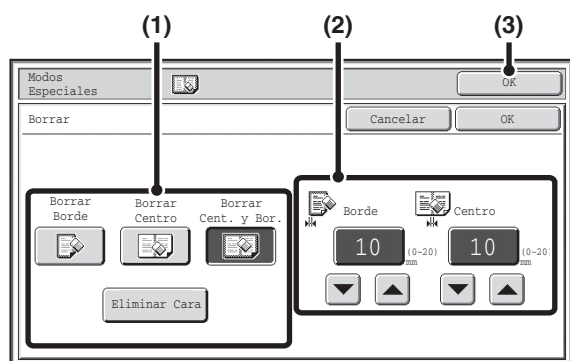 (1)
(2)
(3)
Modos
Especiales
OK
Borrar
Cancelar
OK
Borrar
Borde
Borrar
Centro
Borrar
Cent. y Bor.
Borde
Centro
10
(0~20)
mm
10
(0~20)
mm
Eliminar Cara